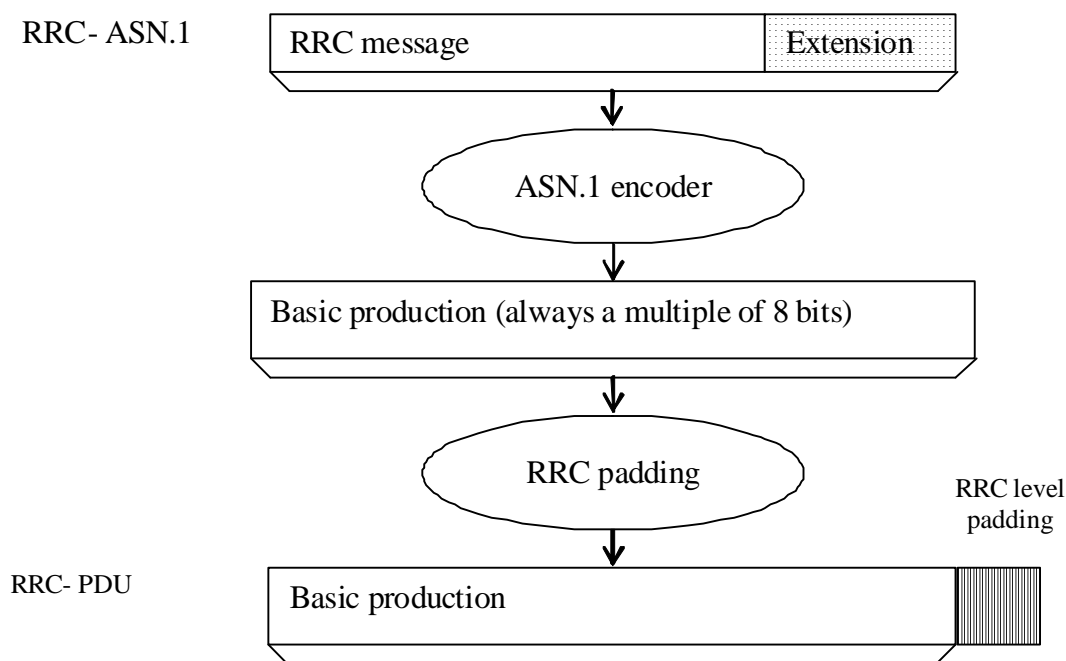 RRC- ASN.1
RRC message
Extension
ASN.1 encoder
Basic production (always a multiple of 8 bits)
RRC padding
RRC level
padding
RRC- PDU
Basic production